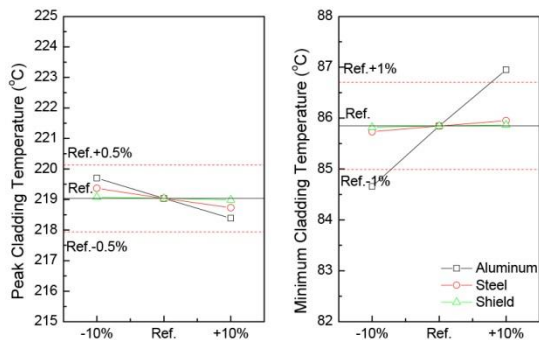 Peak Cladding Temperature (°C)
225
224
223
222
221
220
219
218
217
216
215
Ref.+0.5%
Ref.
Ref.-0.5%
-10%
Ref.
+10%
Minimum Cladding Temperature (°C)
88
87
86
85
84
83
82
Ref.+1%
Ref.
Ref.-1%
Aluminum
Steel
Shield
-10%
Ref.
+10%